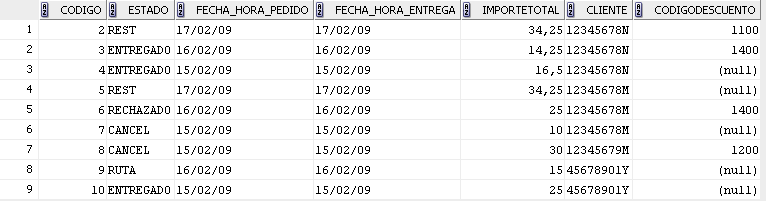 CODIGO ESTADO FECHA_HORA_PEDIDO FECHA_HORA_ENTREGA IMPORTETOTAL CLIENTE CODIGODESCUENTO
1 2 REST 17/02/09 17/02/09 34,25 12345678N 1100
2 3 ENTREGADO 16/02/09 16/02/09 14,25 12345678N 1400
3 4 ENTREGADO 15/02/09 15/02/09 16,5 12345678N (null)
4 5 REST 17/02/09 17/02/09 34,25 12345678M (null)
5 6 RECHAZADO 16/02/09 16/02/09 25 12345678M 1400
6 7 CANCEL 15/02/09 15/02/09 10 12345678M (null)
7 8 CANCEL 15/02/09 15/02/09 30 12345679M 1200
8 9 RUTA 16/02/09 16/02/09 15 45678901Y (null)
9 10 ENTREGADO 15/02/09 15/02/09 25 45678901Y (null)